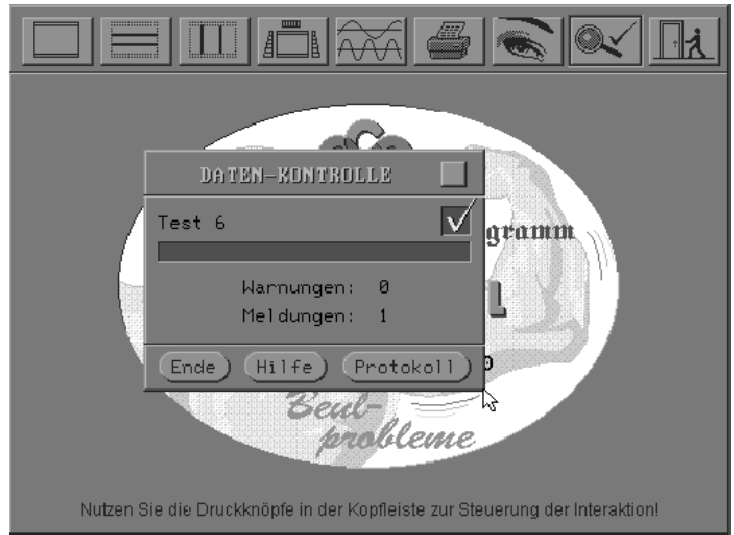 DATEN-KONTROLLE
Test 6
gramm
Warnungen: 0
Meldungen: 1
Ende Hilfe Protokoll
Beul-
probleme
Nutzen Sie die Druckknöpfe in der Kopfleiste zur Steuerung der Interaktion!